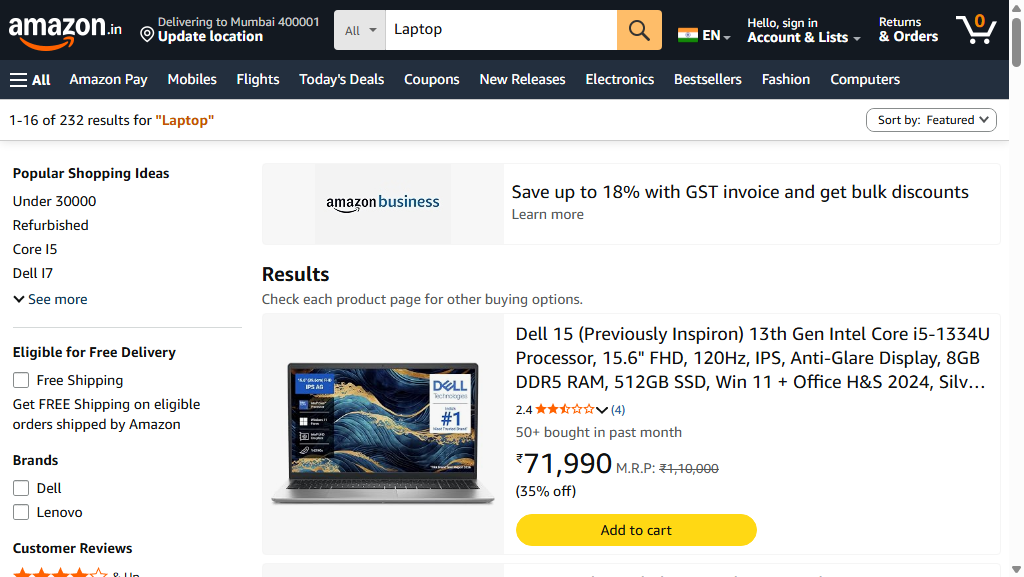 amazon.in
Delivering to Mumbai 400001
Update location
All
Laptop
EN
Hello, sign in
Account & Lists
Returns
& Orders
0
All
Amazon Pay
Mobiles
Flights
Today's Deals
Coupons
New Releases
Electronics
Bestsellers
Fashion
Computers
1-16 of 232 results for "Laptop"
Sort by: Featured
Popular Shopping Ideas
Under 30000
Refurbished
Core I5
Dell I7
See more
Eligible for Free Delivery
Free Shipping
Get FREE Shipping on eligible
orders shipped by Amazon
Brands
Dell
Lenovo
Customer Reviews
& Up
amazon business
Save up to 18% with GST invoice and get bulk discounts
Learn more
Results
Check each product page for other buying options.
DELL
Technologies
India's
#1
Dell 15 (Previously Inspiron) 13th Gen Intel Core i5-1334U
Processor, 15.6" FHD, 120Hz, IPS, Anti-Glare Display, 8GB
DDR5 RAM, 512GB SSD, Win 11 + Office H&S 2024, Silv…
2.4 (4)
50+ bought in past month
₹71,990 M.R.P: ₹1,10,000
(35% off)
Add to cart